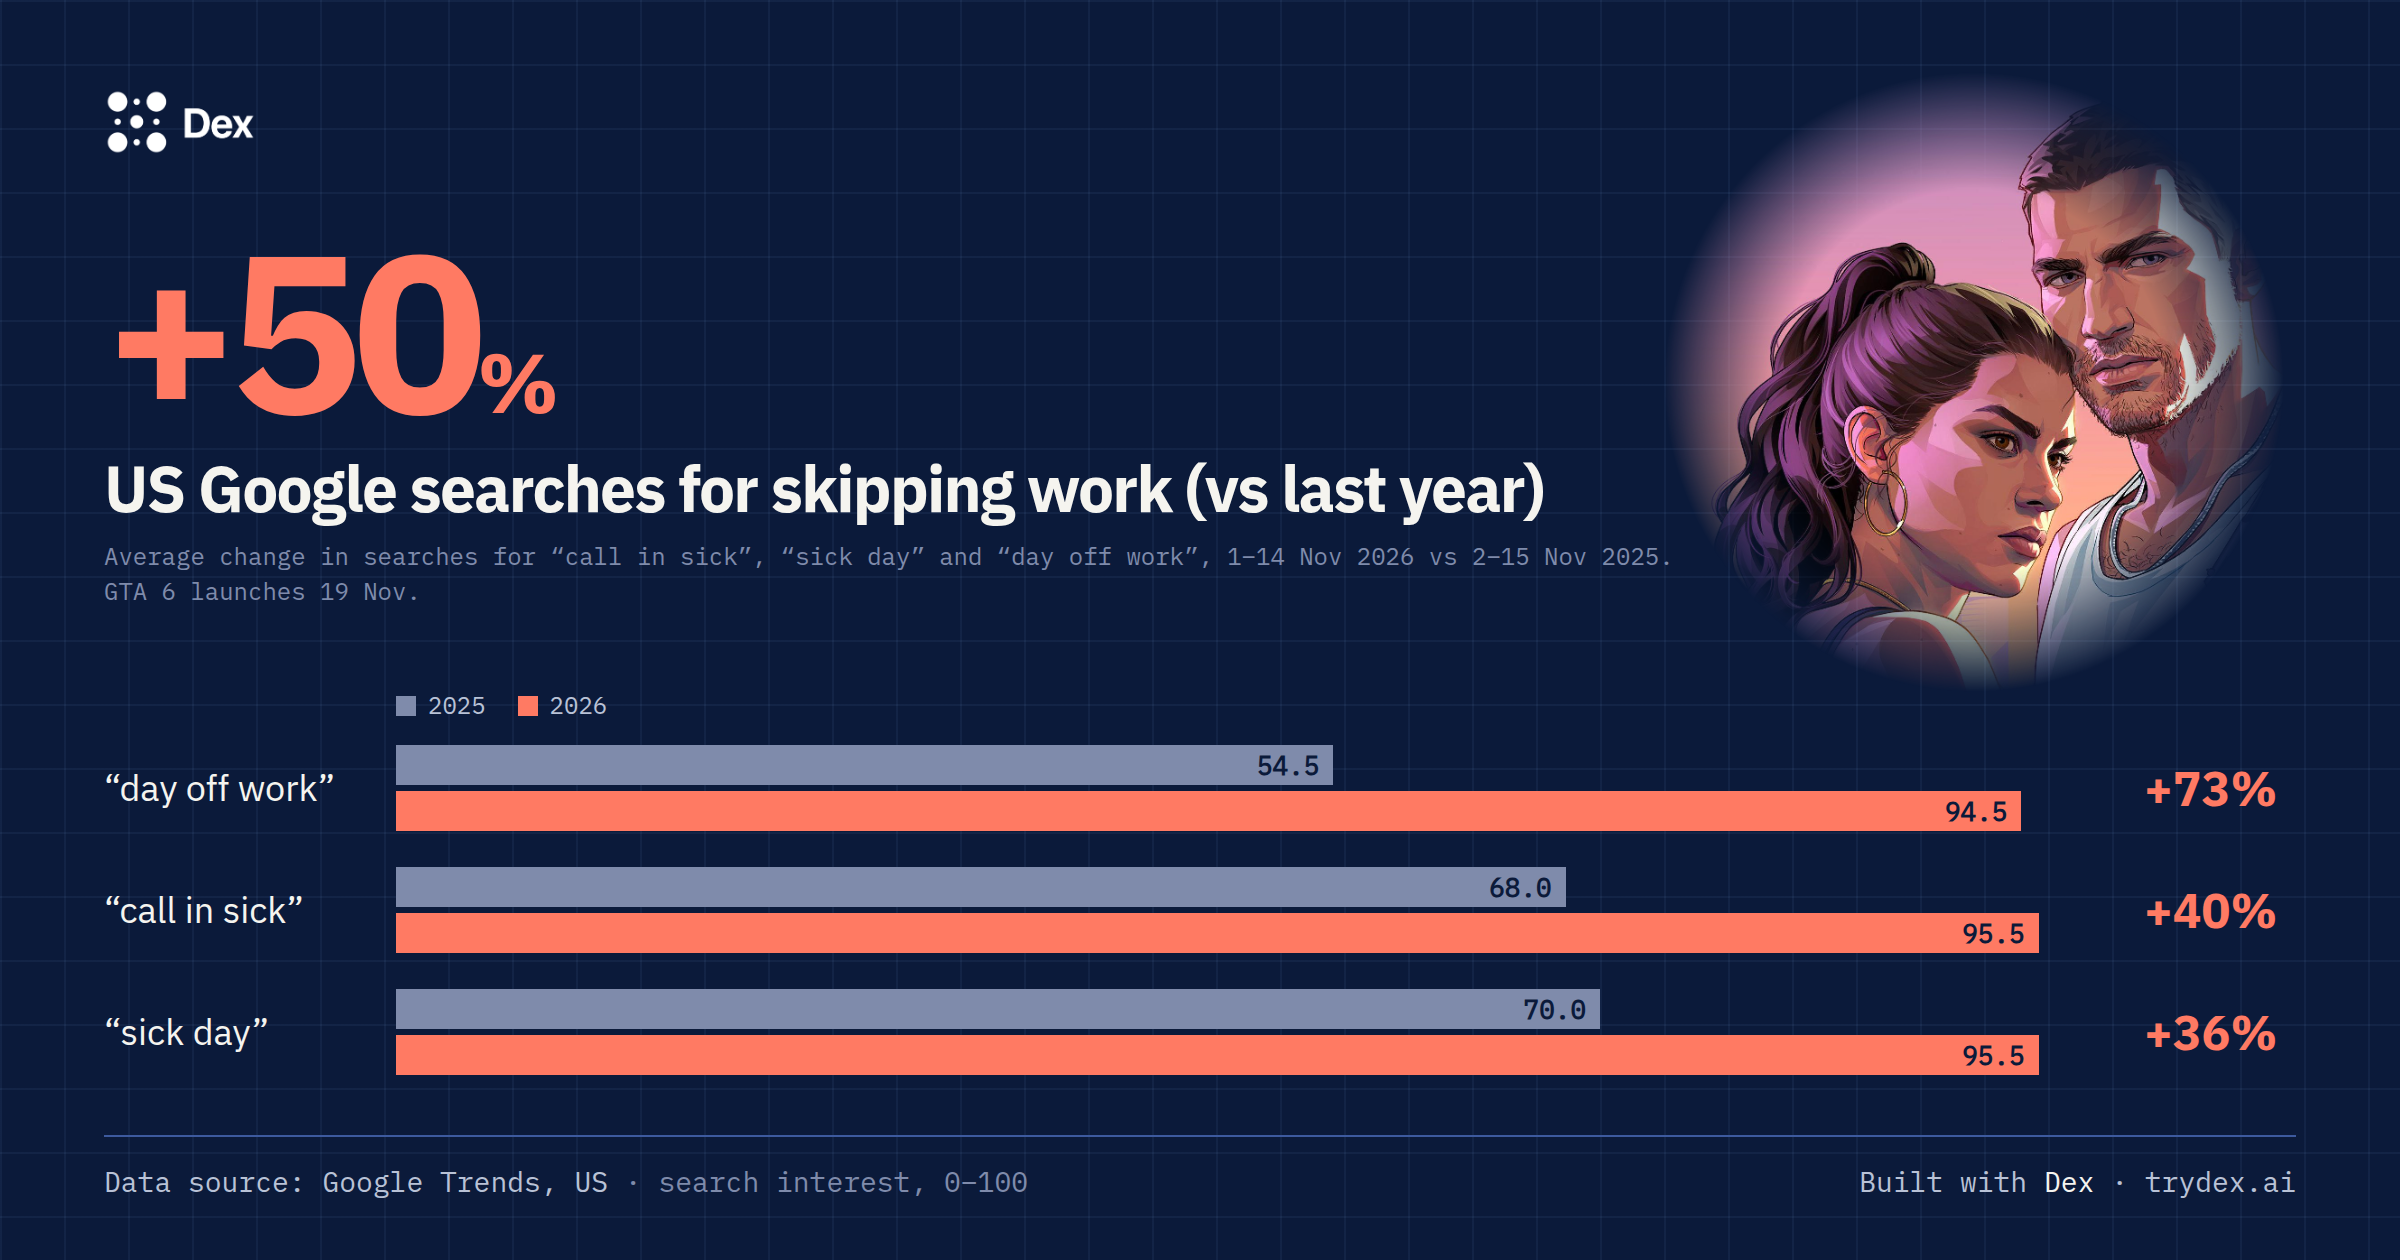 Dex
+50%
US Google searches for skipping work (vs last year)
Average change in searches for “call in sick”, “sick day” and “day off work”, 1–14 Nov 2026 vs 2–15 Nov 2025.
GTA 6 launches 19 Nov.
2025 2026
“day off work” 54.5 94.5 +73%
“call in sick” 68.0 95.5 +40%
“sick day” 70.0 95.5 +36%
Data source: Google Trends, US · search interest, 0–100
Built with Dex · trydex.ai